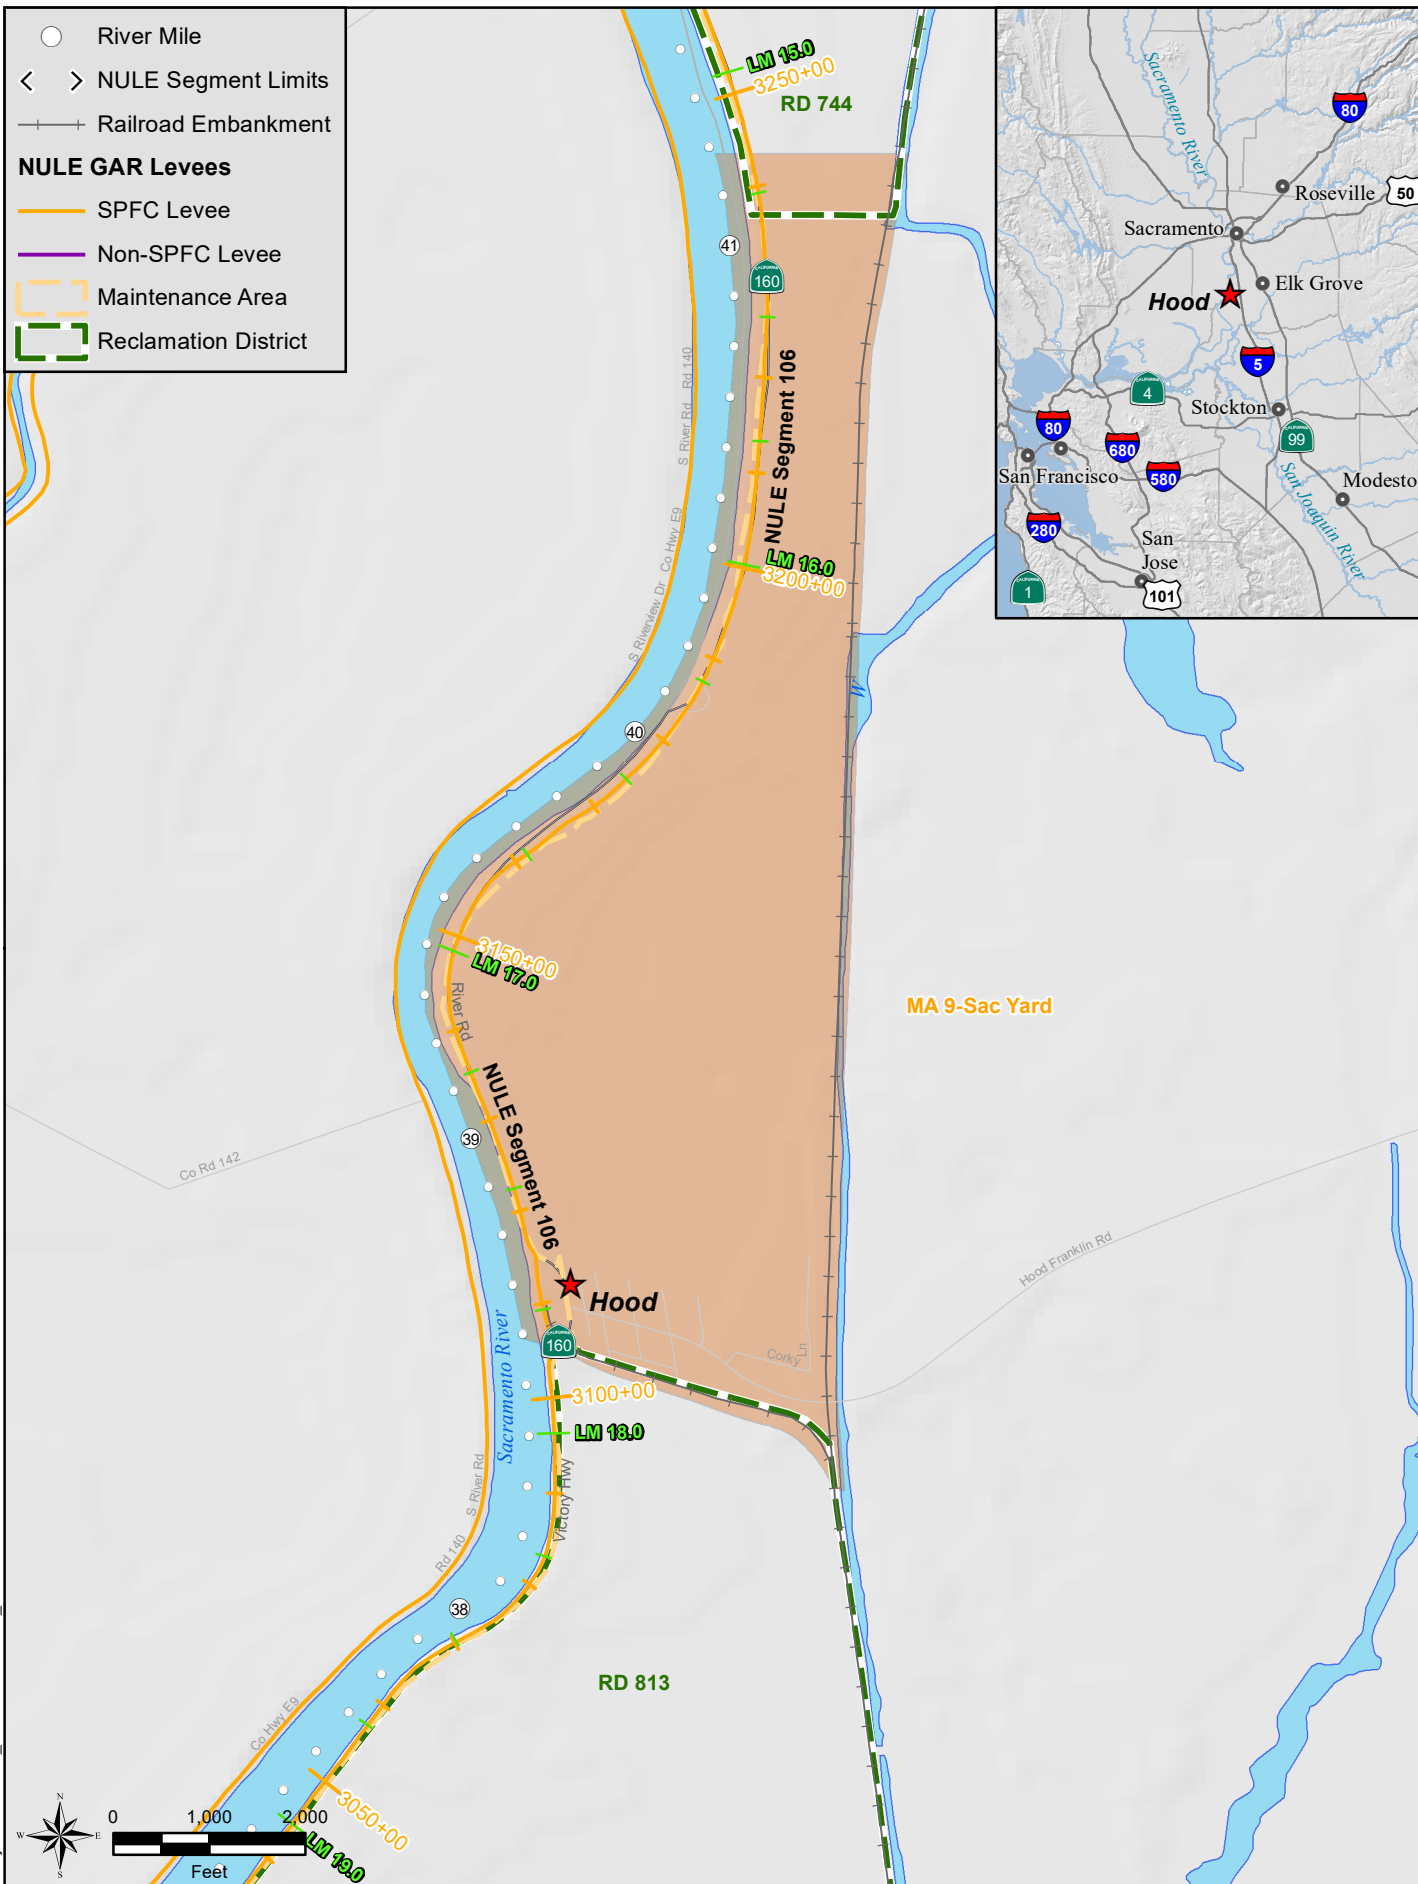 River Mile
NULE Segment Limits
Railroad Embankment
NULE GAR Levees
SPFC Levee
Non-SPFC Levee
Maintenance Area
Reclamation District
LM 15.0
3250+00
RD 744
41
CALIFORNIA
160
S River Rd
Rd 140
NULE Segment 106
Co Hwy E9
S Riverview Dr
LM 16.0
3200+00
40
3150+00
LM 17.0
River Rd
MA 9-Sac Yard
NULE Segment 106
39
Co Rd 142
Hood Franklin Rd
Hood
CALIFORNIA
160
Corky Ln
Sacramento River
3100+00
LM 18.0
S River Rd
Victory Hwy
Rd 140
38
RD 813
Co Hwy E9
3050+00
LM 19.0
N
W
E
S
0
1,000
2,000
Feet
Sacramento River
80
Roseville
50
Sacramento
Elk Grove
Hood
5
CALIFORNIA
4
Stockton
80
CALIFORNIA
99
680
San Francisco
580
Modesto
San Joaquin River
280
San
Jose
CALIFORNIA
1
101